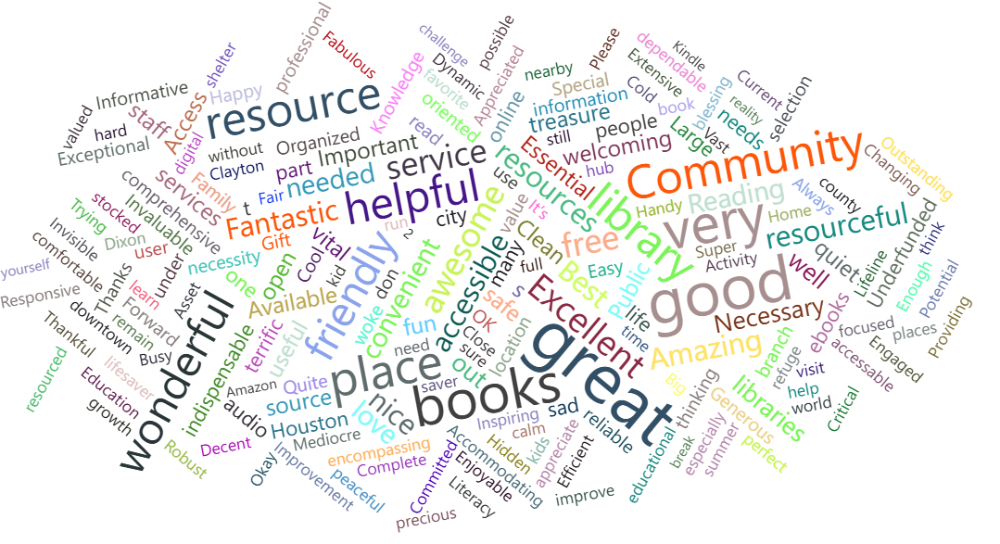 professional
Fabulous
challenge
possible
Please
Kindle
dependable
shelter
Dynamic
Knowledge
favorite
Appreciated
nearby
Extensive
Current
Informative
Happy
Special
Cold
blessing
selection
valued
hard
staff
Access
resource
oriented
online
information
treasure
book
reality
needs
Exceptional
digital
without
Organized
read
still
people
Large
Vast
Clayton
part
Important
service
Essential
welcoming
Community
Changing
Outstanding
comprehensive
services
Family
Fair
t
needed
helpful
resources
use
hub
library
Handy
Reading
Always
county
stocked
Invaluable
Fantastic
run
2
city
value
It's
very
Home
resourceful
think
Trying
Invisible
Dixon
user
Gift
vital
friendly
awesome
Clean
free
Super
Activity
quiet
Underfunded
comfortable
necessity
Cool
kid
don
convenient
accessible
many
full
Easy
Public
good
well
Lifeline
Enough
Potential
yourself
Responsive
Thanks
learn
under
Asset
one
open
Available
woke
fun
safe
s
Best
life
Necessary
ebooks
focused
places
Providing
downtown
Forward
remain
Thankful
Busy
wonderful
indispensable
terrific
useful
OK
Close
sure
need
location
Excellent
time
Amazing
branch
refuge
accessable
Engaged
resourced
lifesaver
Education
growth
Amazon
Quite
place
saver
out
great
Big
thinking
visit
help
world
Critical
audio
source
Houston
nice
love
books
sad
reliable
Generous
libraries
Robust
Decent
Mediocre
Inspiring
calm
especially
summer
perfect
Okay
Improvement
encompassing
Complete
peaceful
Committed
Accommodating
Enjoyable
Literacy
Hidden
kids
appreciate
Efficient
improve
educational
break
precious